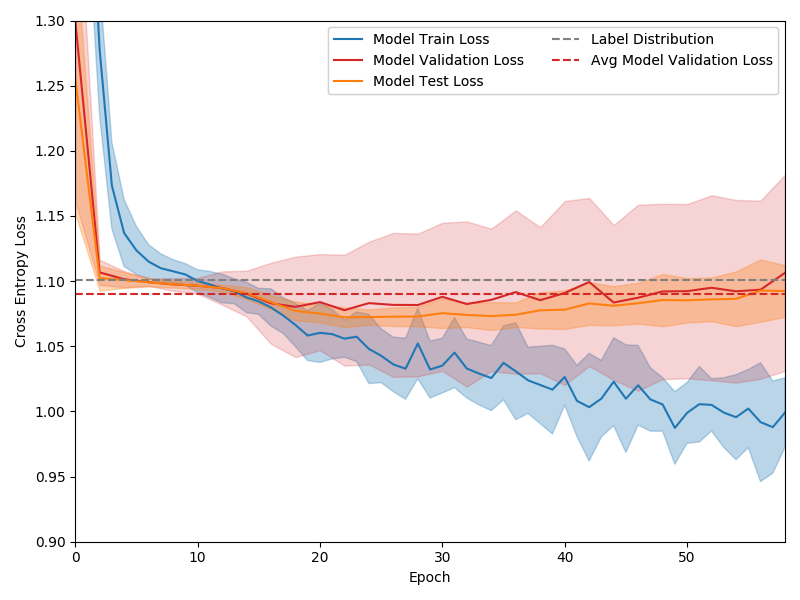 1.30
1.25
1.20
1.15
1.10
1.05
1.00
0.95
0.90
Cross Entropy Loss
Model Train Loss
Model Validation Loss
Model Test Loss
Label Distribution
Avg Model Validation Loss
0 10 20 30 40 50
Epoch